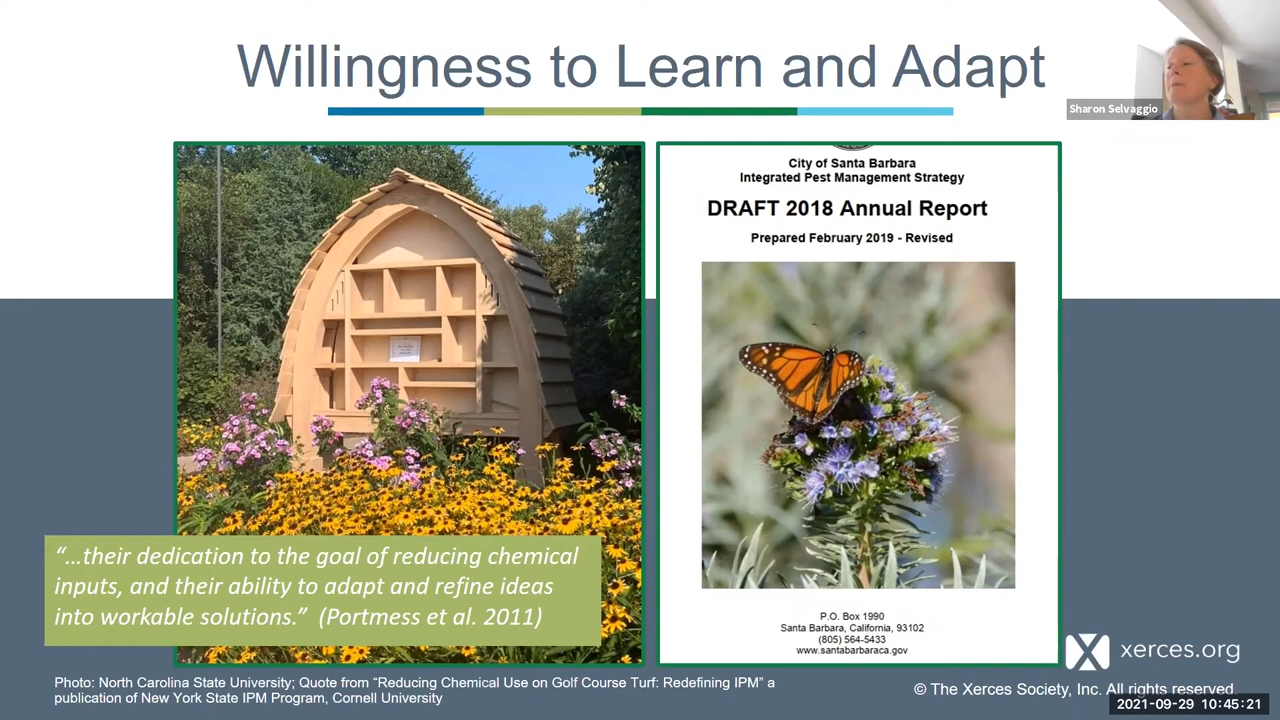 Willingness to Learn and Adapt
Sharon Selvaggio
City of Santa Barbara
Integrated Pest Management Strategy
DRAFT 2018 Annual Report
Prepared February 2019 - Revised
“…their dedication to the goal of reducing chemical
inputs, and their ability to adapt and refine ideas
into workable solutions.” (Portmess et al. 2011)
P.O. Box 1990
Santa Barbara, California, 93102
(805) 564-5433
www.santabarbaraca.gov
xerces.org
Photo: North Carolina State University; Quote from “Reducing Chemical Use on Golf Course Turf: Redefining IPM” a
publication of New York State IPM Program, Cornell University
© The Xerces Society, Inc. All rights reserved.
2021-09-29 10:45:21